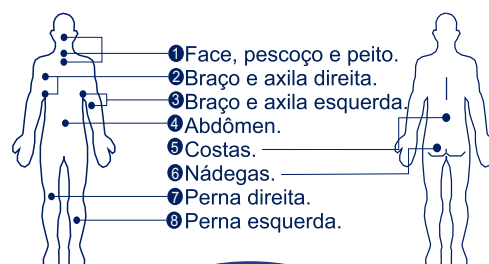 1 Face, pescoço e peito.
2 Braço e axila direita.
3 Braço e axila esquerda.
4 Abdômen.
5 Costas.
6 Nádegas.
7 Perna direita.
8 Perna esquerda.